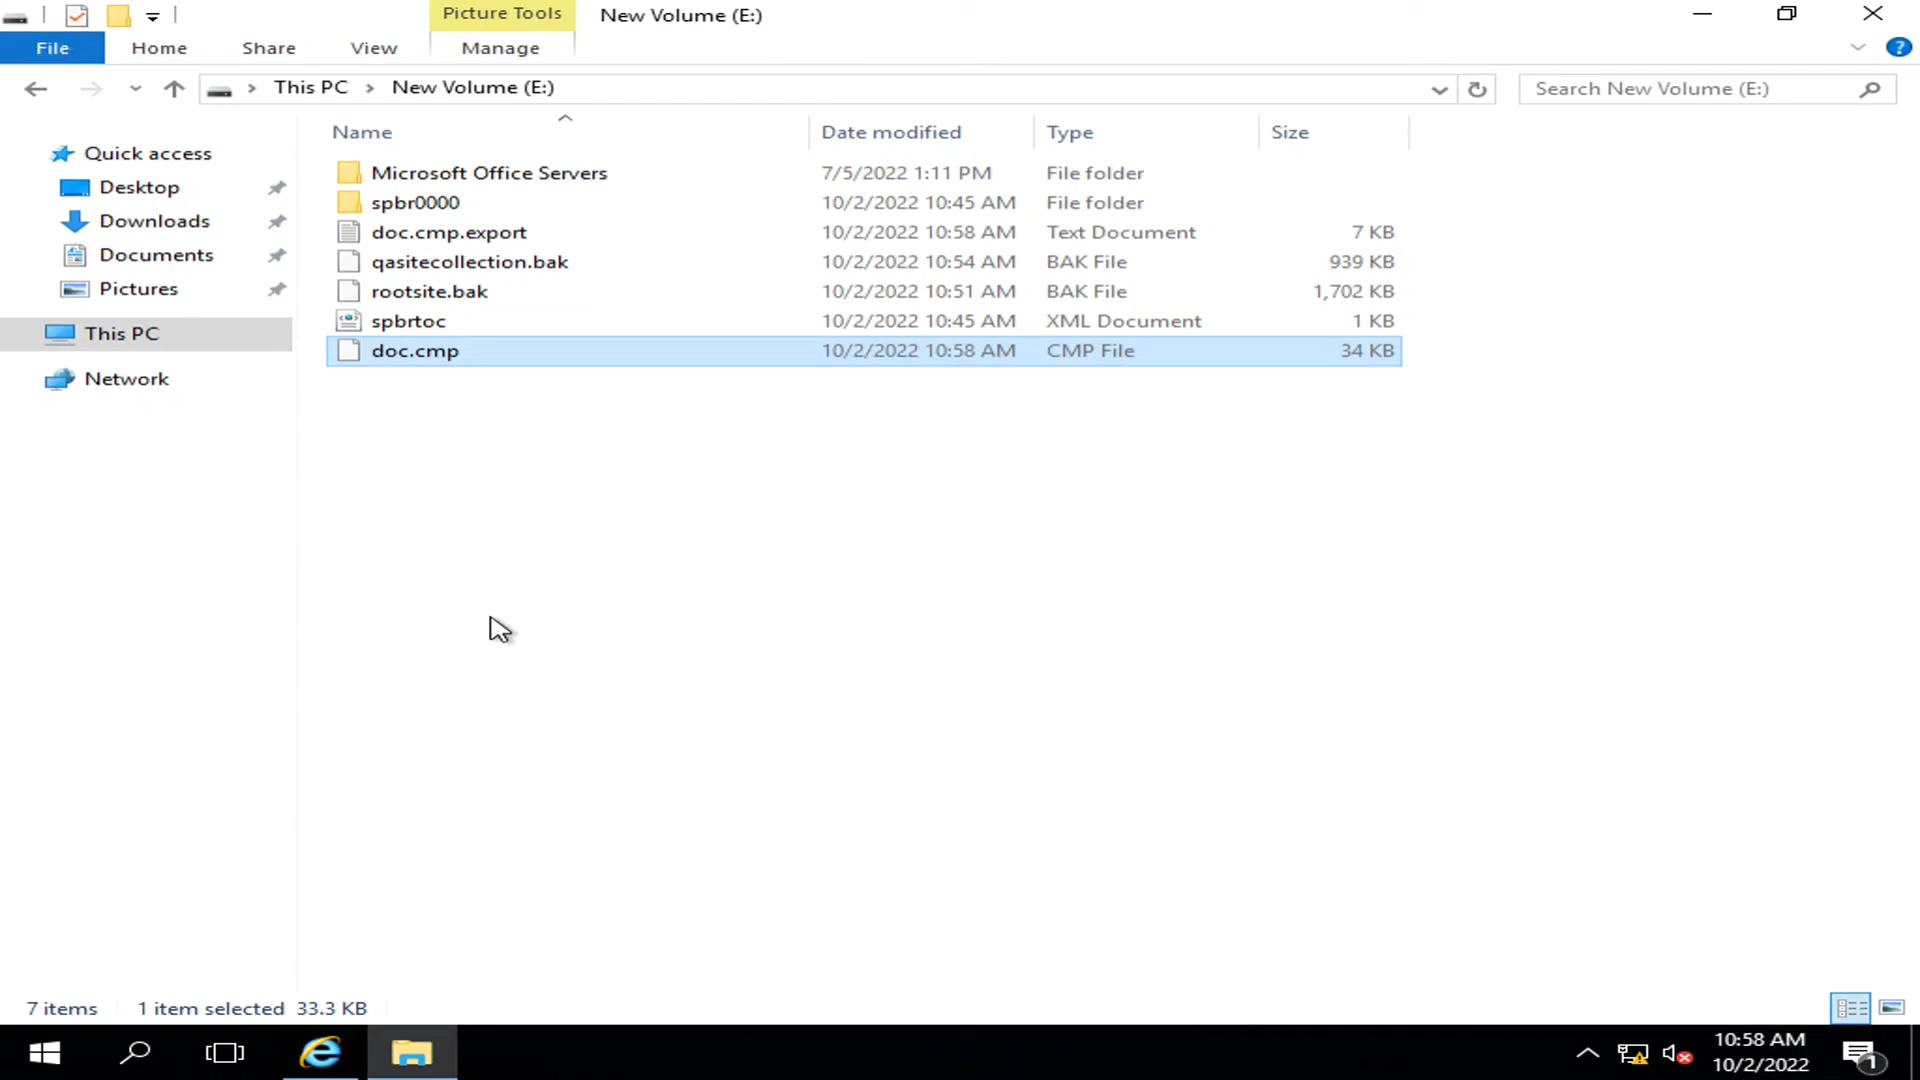 Picture Tools
New Volume (E:)
File
Home
Share
View
Manage
This PC
New Volume (E:)
Search New Volume (E:)
Name
Date modified
Type
Size
Quick access
Desktop
Downloads
Documents
Pictures
This PC
Network
Microsoft Office Servers 7/5/2022 1:11 PM File folder
spbr0000 10/2/2022 10:45 AM File folder
doc.cmp.export 10/2/2022 10:58 AM Text Document 7 KB
qasitecollection.bak 10/2/2022 10:54 AM BAK File 939 KB
rootsite.bak 10/2/2022 10:51 AM BAK File 1,702 KB
spbrtoc 10/2/2022 10:45 AM XML Document 1 KB
doc.cmp 10/2/2022 10:58 AM CMP File 34 KB
7 items 1 item selected 33.3 KB
10:58 AM
10/2/2022
1